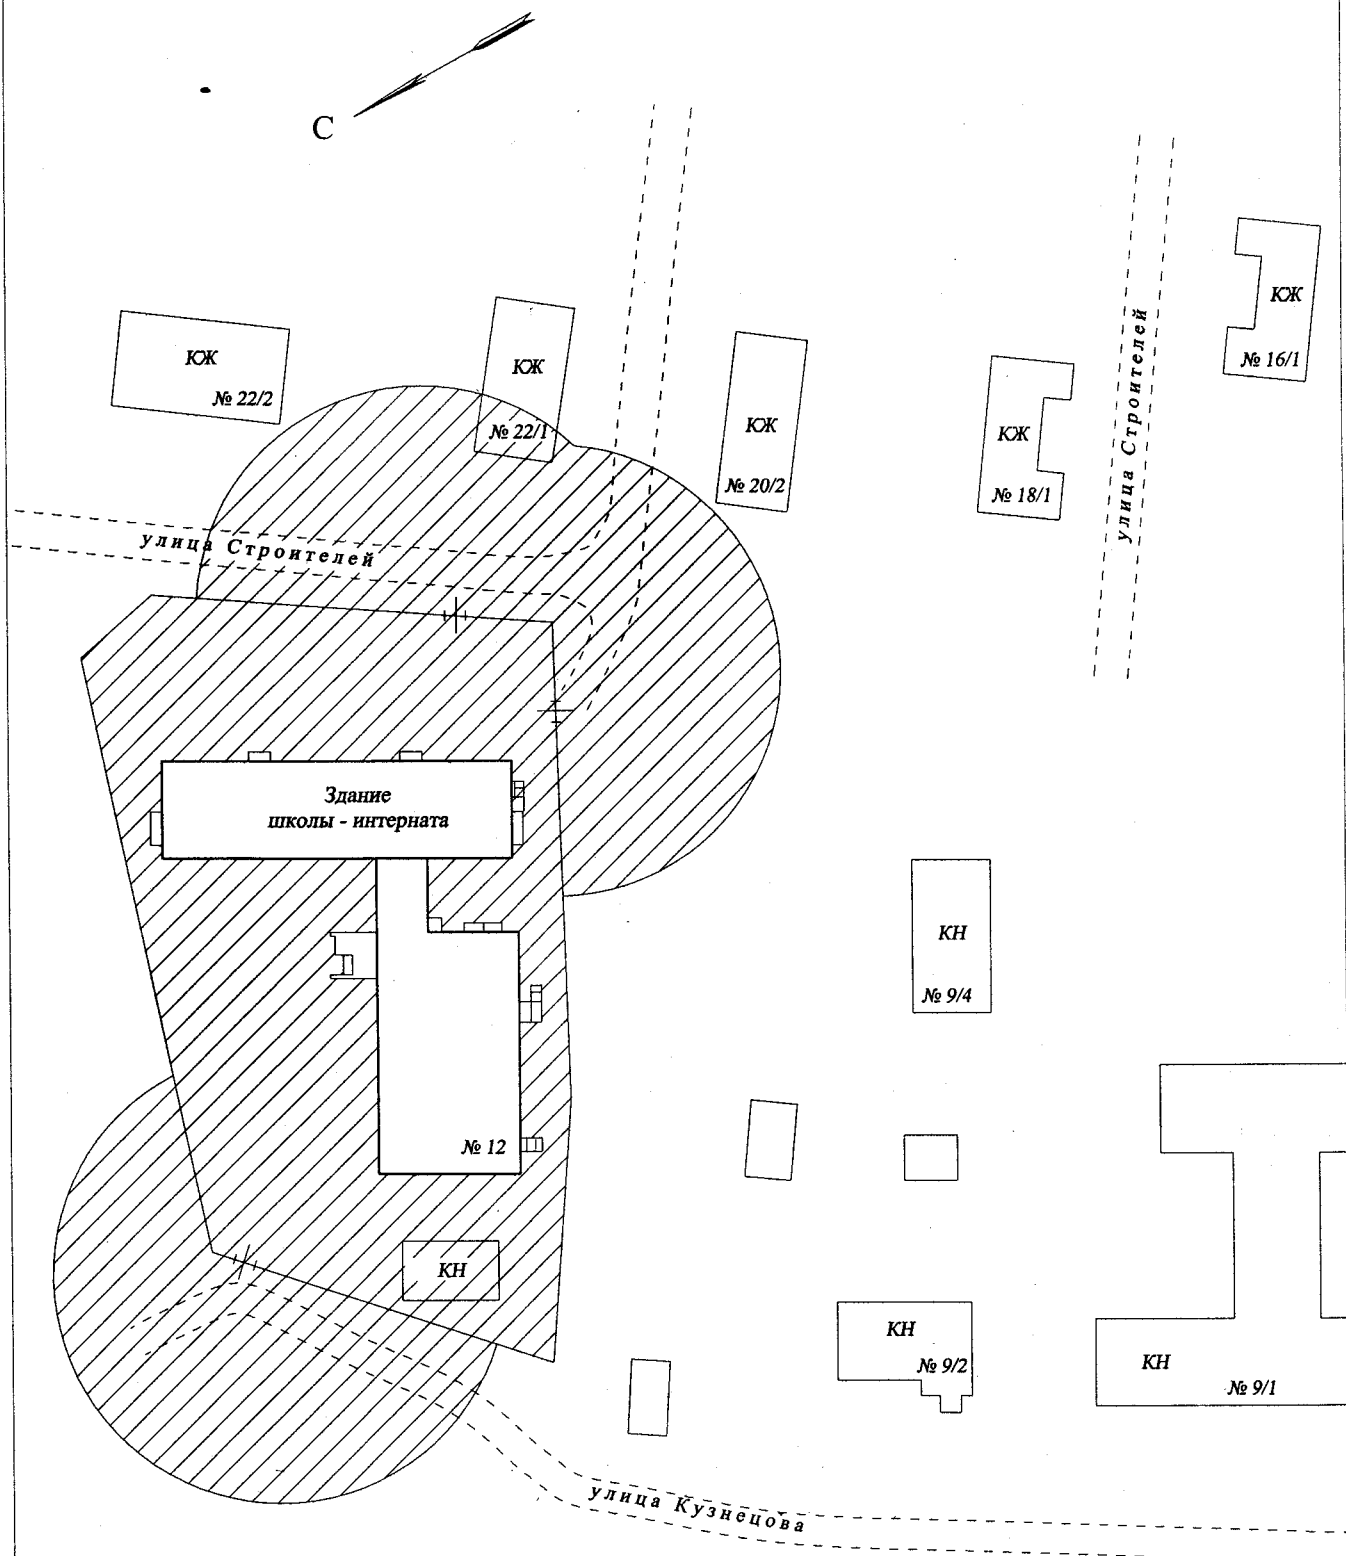 С
КЖ
№ 16/1
улица Строителей
КЖ
№ 22/2
КЖ
№ 22/1
КЖ
№ 20/2
КЖ
№ 18/1
улица Строителей
Здание
школы - интерната
№ 12
КН
№ 9/4
КН
КН
№ 9/2
КН
№ 9/1
улица Кузнецова